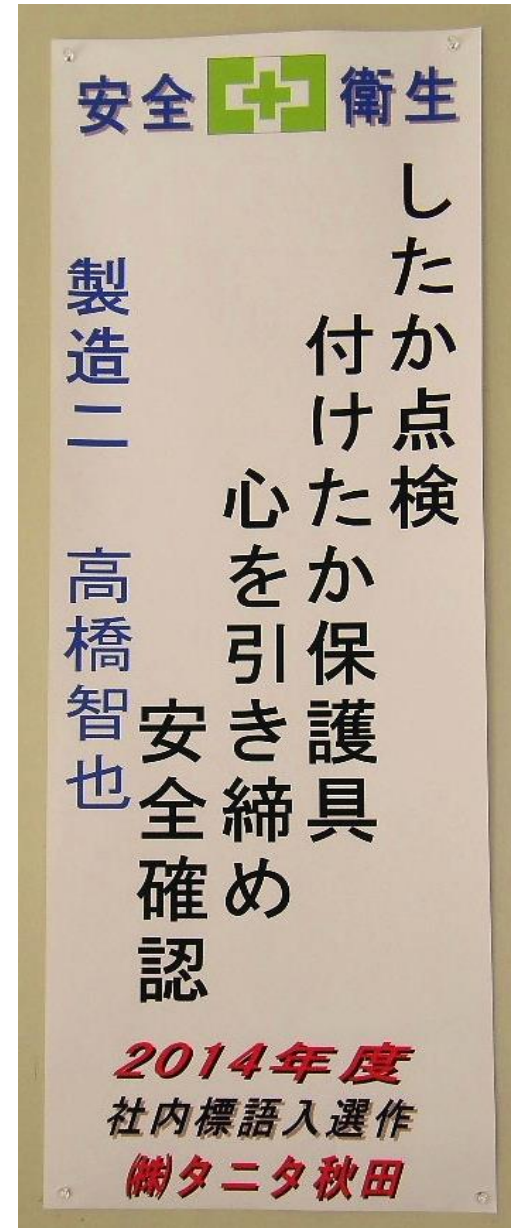 安全 衛生
したか点検
付けたか保護具
心を引き締め
安全確認
製造二 高橋智也
2014年度
社内標語入選作
㈱タニタ秋田